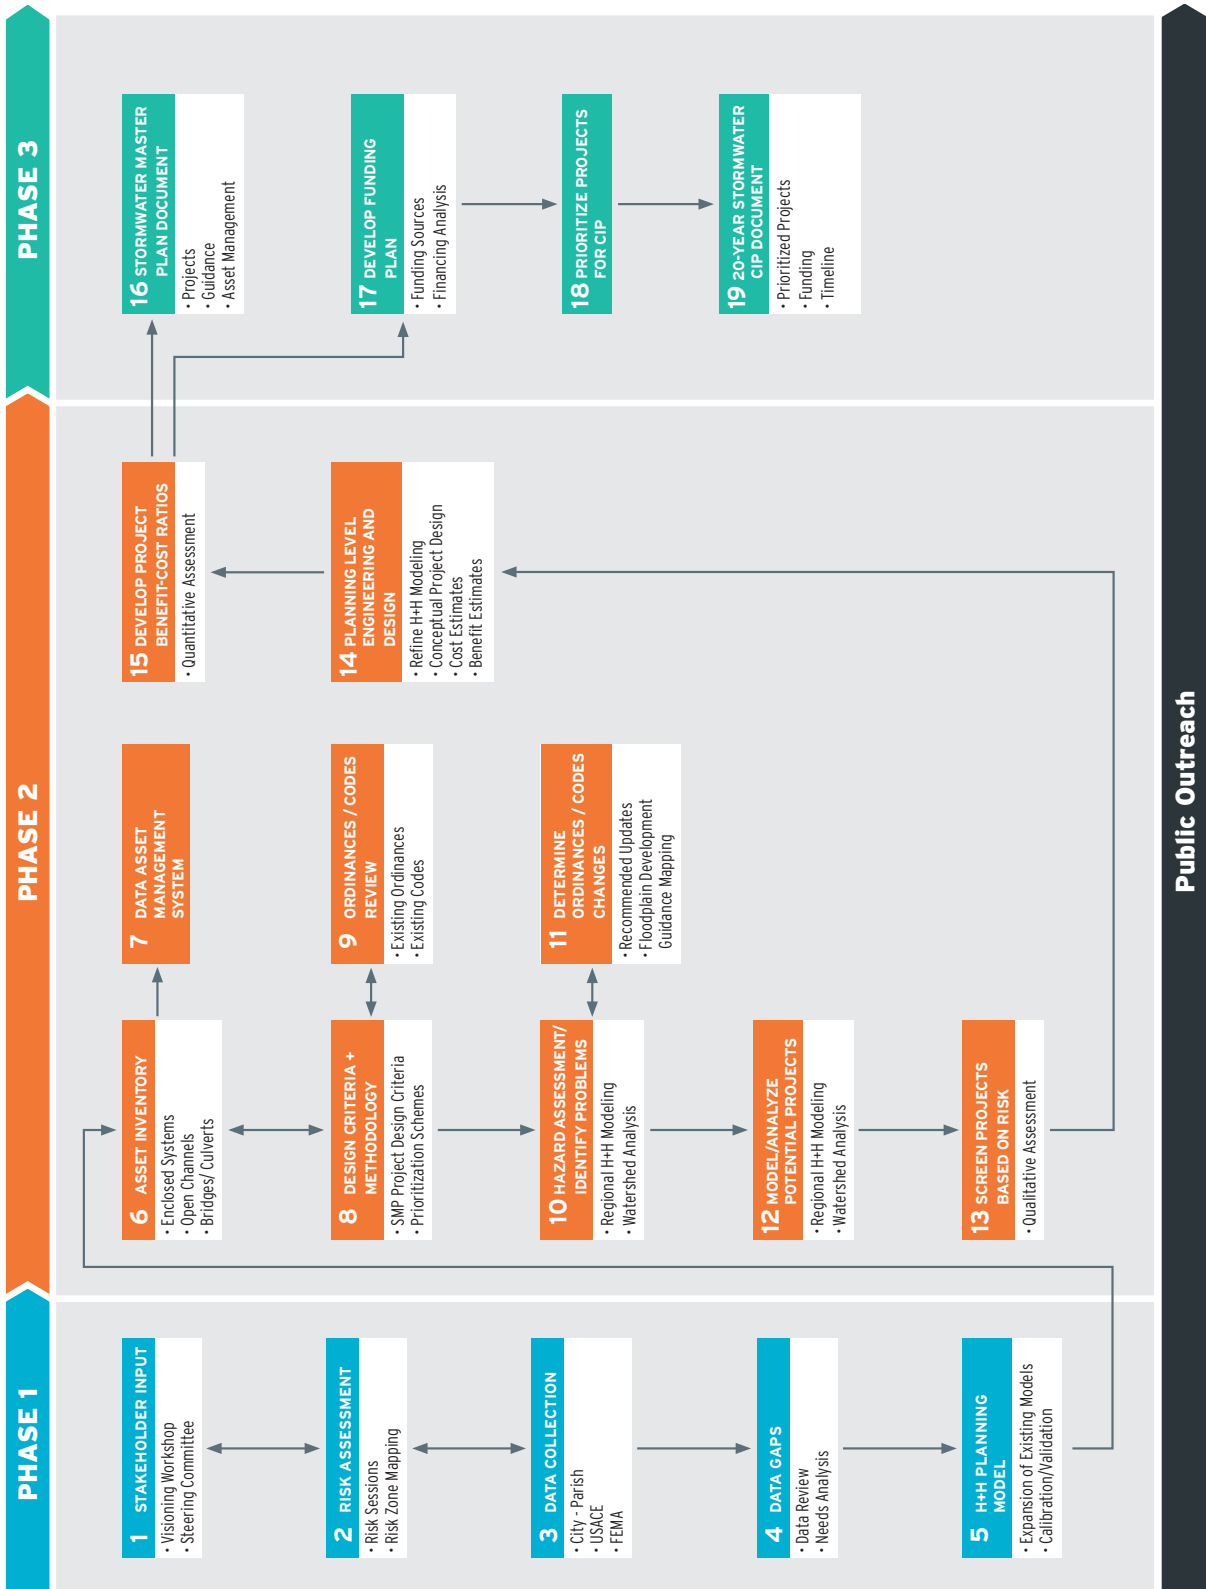 PHASE 1
1 STAKEHOLDER INPUT
• Visioning Workshop
• Steering Committee
2 RISK ASSESSMENT
• Risk Sessions
• Risk Zone Mapping
3 DATA COLLECTION
• City - Parish
• USACE
• FEMA
4 DATA GAPS
• Data Review
• Needs Analysis
5 H+H PLANNING
MODEL
• Expansion of Existing Models
• Calibration/Validation
PHASE 2
6 ASSET INVENTORY
• Enclosed Systems
• Open Channels
• Bridges/ Culverts
7 DATA ASSET
MANAGEMENT
SYSTEM
8 DESIGN CRITERIA +
METHODOLOGY
• SMP Project Design Criteria
• Prioritization Schemes
9 ORDINANCES / CODES
REVIEW
• Existing Ordinances
• Existing Codes
10 HAZARD ASSESSMENT/
IDENTIFY PROBLEMS
• Regional H+H Modeling
• Watershed Analysis
11 DETERMINE
ORDINANCES / CODES
CHANGES
• Recommended Updates
• Floodplain Development
Guidance Mapping
12 MODEL/ANALYZE
POTENTIAL PROJECTS
• Regional H+H Modeling
• Watershed Analysis
13 SCREEN PROJECTS
BASED ON RISK
• Qualitative Assessment
14 PLANNING LEVEL
ENGINEERING AND
DESIGN
• Refine H+H Modeling
• Conceptual Project Design
• Cost Estimates
• Benefit Estimates
15 DEVELOP PROJECT
BENEFIT-COST RATIOS
• Quantitative Assessment
PHASE 3
16 STORMWATER MASTER
PLAN DOCUMENT
• Projects
• Guidance
• Asset Management
17 DEVELOP FUNDING
PLAN
• Funding Sources
• Financing Analysis
18 PRIORITIZE PROJECTS
FOR CIP
19 20-YEAR STORMWATER
CIP DOCUMENT
• Prioritized Projects
• Funding
• Timeline
Public Outreach